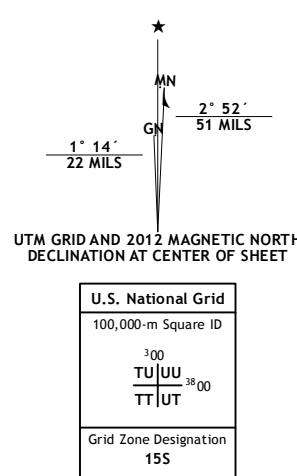 ★
MN
GN
2° 52´
51 MILS
1° 14´
22 MILS
UTM GRID AND 2012 MAGNETIC NORTH
DECLINATION AT CENTER OF SHEET
U.S. National Grid
100,000-m Square ID
³00
TU UU
³⁸00
TT UT
Grid Zone Designation
15S